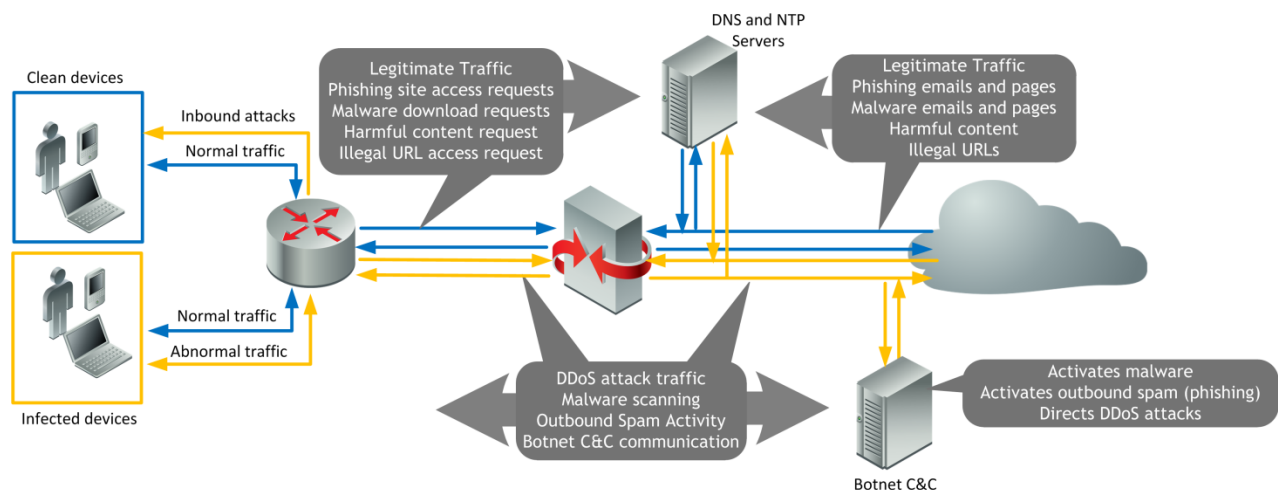 DNS and NTP
Servers
Clean devices
Legitimate Traffic
Phishing site access requests
Malware download requests
Harmful content request
Illegal URL access request
Legitimate Traffic
Phishing emails and pages
Malware emails and pages
Harmful content
Illegal URLs
Inbound attacks
Normal traffic
Normal traffic
Abnormal traffic
Infected devices
DDoS attack traffic
Malware scanning
Outbound Spam Activity
Botnet C&C communication
Activates malware
Activates outbound spam (phishing)
Directs DDoS attacks
Botnet C&C